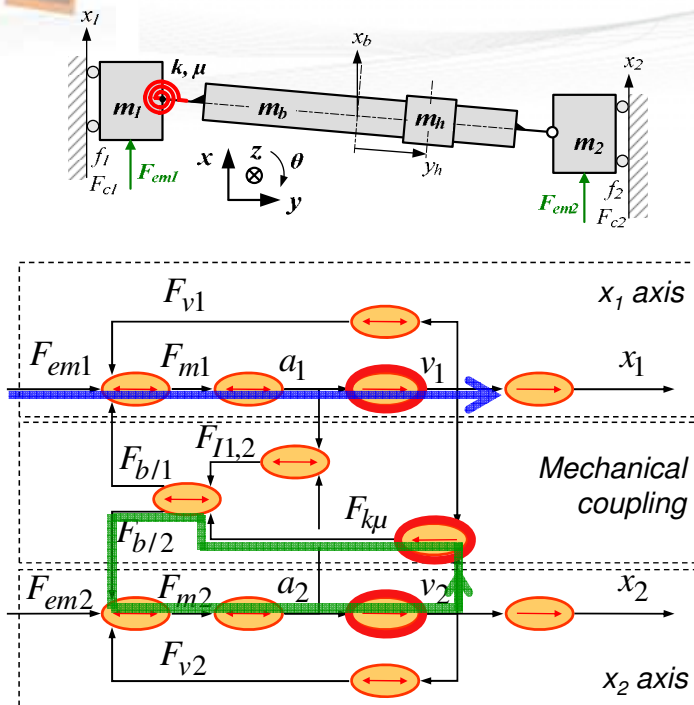 x1 xb x2
k, μ
m1 mb mh m2
f1 Fem1 x z θ yh f2
Fc1 y Fem2 Fc2
Fv1 x1 axis
Fem1 Fm1 a1 v1 x1
FI1,2
Fb/1 Mechanical
coupling
Fkμ
Fb/2
Fem2 Fm2 a2 v2 x2
Fv2 x2 axis